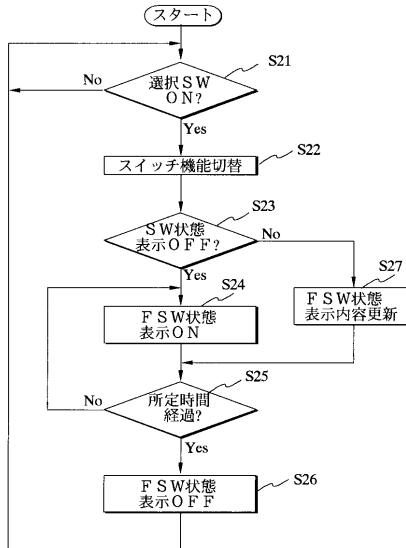 スタート
S21
選択SW
ON?
No
Yes
S22
スイッチ機能切替
S23
SW状態
表示OFF?
No
Yes
S24
FSW状態
表示ON
S27
FSW状態
表示内容更新
S25
所定時間
経過?
No
Yes
S26
FSW状態
表示OFF